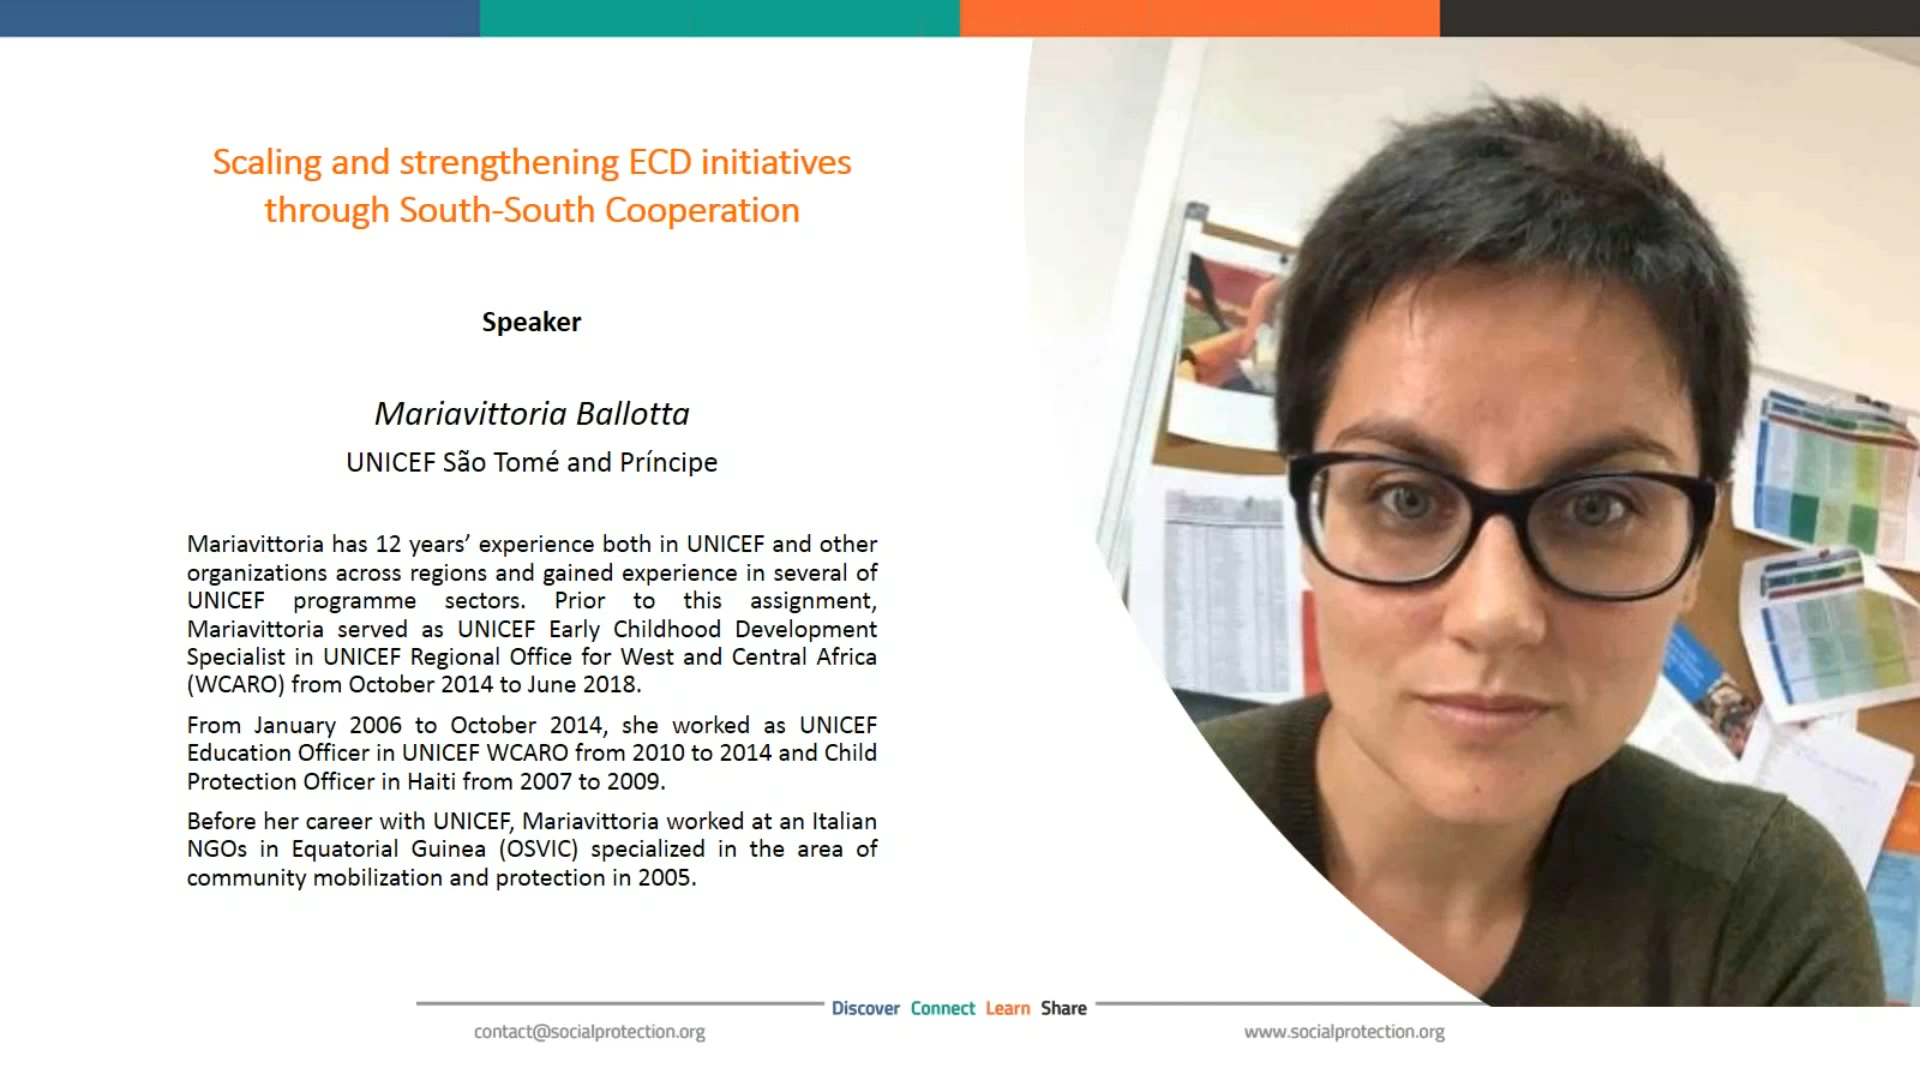 Scaling and strengthening ECD initiatives
through South-South Cooperation
Speaker
Mariavittoria Ballotta
UNICEF São Tomé and Príncipe
Mariavittoria has 12 years’ experience both in UNICEF and other
organizations across regions and gained experience in several of
UNICEF programme sectors. Prior to this assignment,
Mariavittoria served as UNICEF Early Childhood Development
Specialist in UNICEF Regional Office for West and Central Africa
(WCARO) from October 2014 to June 2018.
From January 2006 to October 2014, she worked as UNICEF
Education Officer in UNICEF WCARO from 2010 to 2014 and Child
Protection Officer in Haiti from 2007 to 2009.
Before her career with UNICEF, Mariavittoria worked at an Italian
NGOs in Equatorial Guinea (OSVIC) specialized in the area of
community mobilization and protection in 2005.
Discover Connect Learn Share
contact@socialprotection.org
www.socialprotection.org